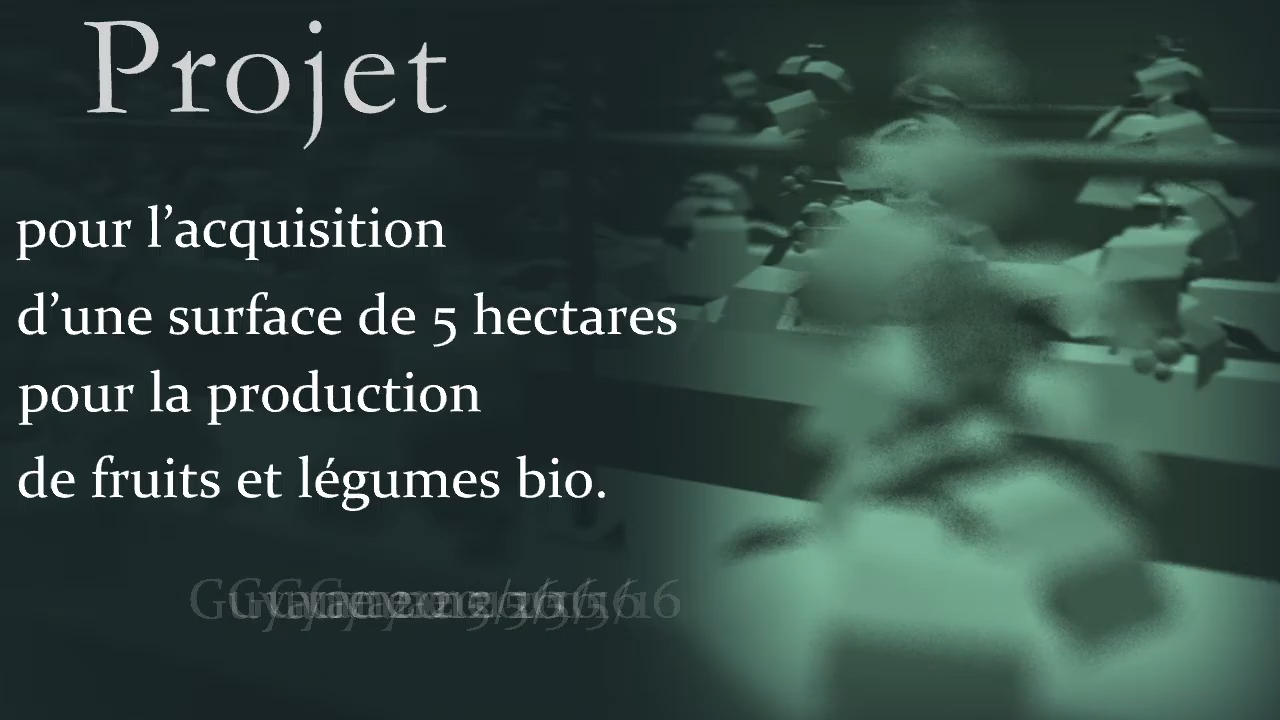 Projet
pour l’acquisition
d’une surface de 5 hectares
pour la production
de fruits et légumes bio.